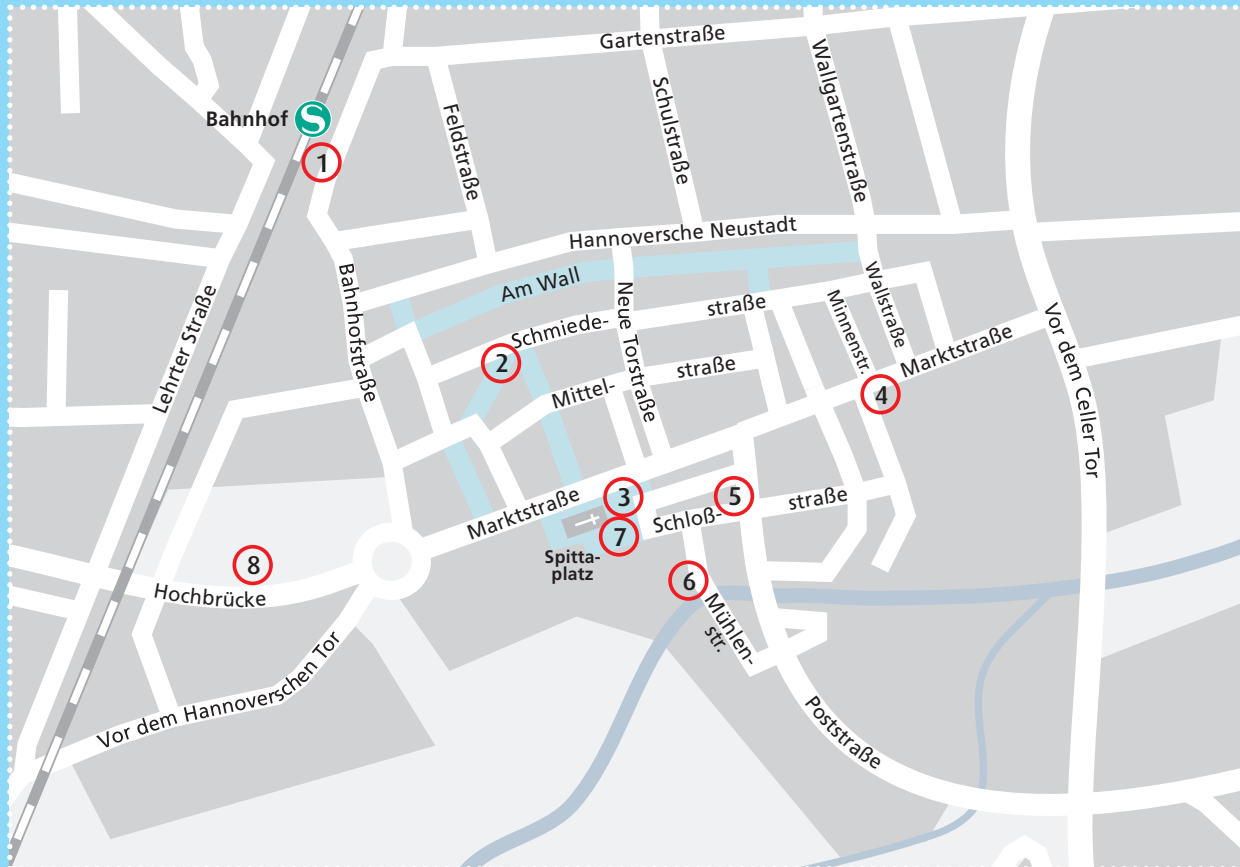 Gartenstraße
Wallgartenstraße
Schulstraße
Feldstraße
Bahnhof S
1
Hannoversche Neustadt
Am Wall
Bahnhofstraße
Lehrter Straße
Neue Torstraße
Schmiede-
straße
Wallstraße
Minnenstr.
Marktstraße
Vor dem Celler Tor
2
Mittel-
straße
4
Marktstraße
3
5
Schloß-
straße
7
Spitta-
platz
8
Hochbrücke
6
Mühlen-
str.
Vor dem Hannoverschen Tor
Poststraße